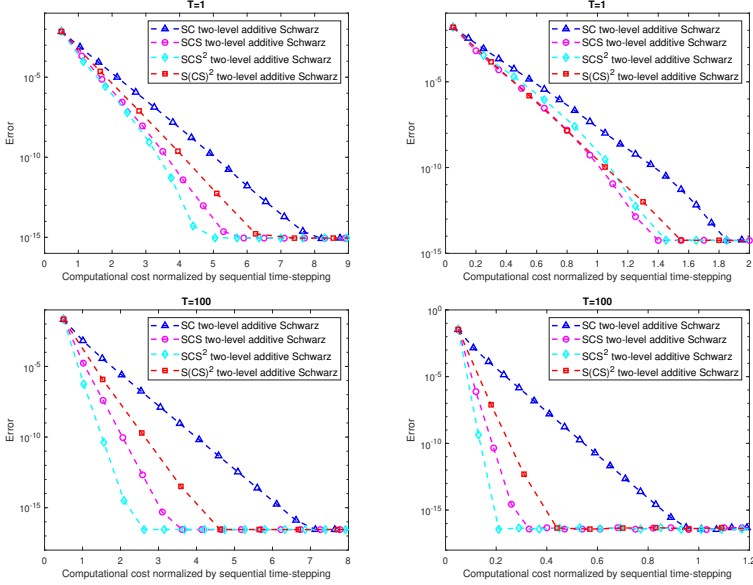 T=1
SC two-level additive Schwarz
SCS two-level additive Schwarz
SCS² two-level additive Schwarz
S(CS)² two-level additive Schwarz
10⁻⁵
10⁻¹⁰
10⁻¹⁵
Error
0 1 2 3 4 5 6 7 8 9
Computational cost normalized by sequential time-stepping
T=1
SC two-level additive Schwarz
SCS two-level additive Schwarz
SCS² two-level additive Schwarz
S(CS)² two-level additive Schwarz
10⁻⁵
10⁻¹⁰
10⁻¹⁵
Error
0 0.2 0.4 0.6 0.8 1 1.2 1.4 1.6 1.8 2
Computational cost normalized by sequential time-stepping
T=100
SC two-level additive Schwarz
SCS two-level additive Schwarz
SCS² two-level additive Schwarz
S(CS)² two-level additive Schwarz
10⁻⁵
10⁻¹⁰
10⁻¹⁵
Error
0 1 2 3 4 5 6 7 8
Computational cost normalized by sequential time-stepping
T=100
SC two-level additive Schwarz
SCS two-level additive Schwarz
SCS² two-level additive Schwarz
S(CS)² two-level additive Schwarz
10⁰
10⁻⁵
10⁻¹⁰
10⁻¹⁵
Error
0 0.2 0.4 0.6 0.8 1 1.2
Computational cost normalized by sequential time-stepping